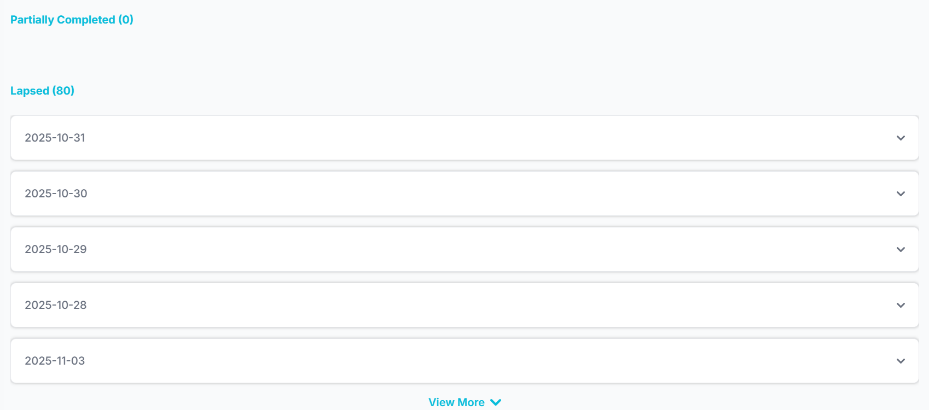 Partially Completed (0)
Lapsed (80)
2025-10-31
2025-10-30
2025-10-29
2025-10-28
2025-11-03
View More